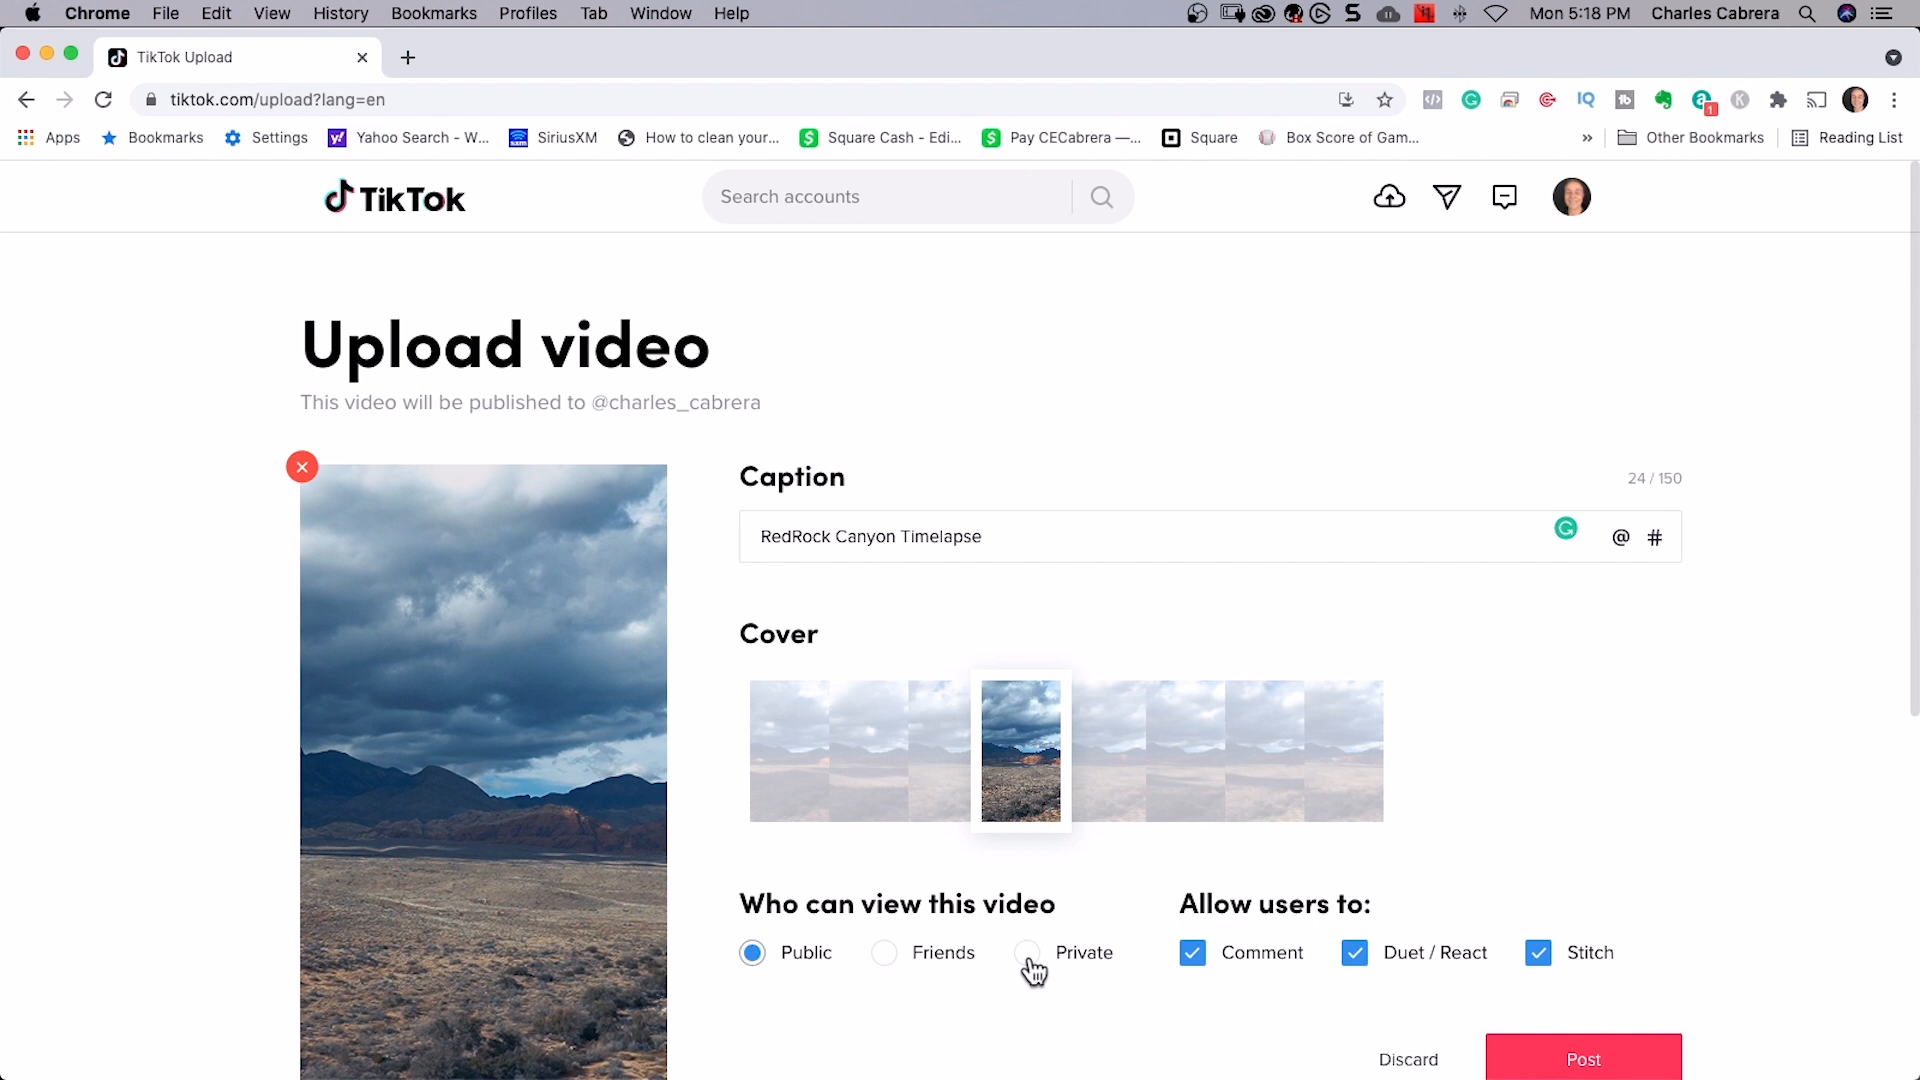 Chrome File Edit View History Bookmarks Profiles Tab Window Help Mon 5:18 PM Charles Cabrera
TikTok Upload
tiktok.com/upload?lang=en
Apps Bookmarks Settings Yahoo Search - W... SiriusXM How to clean your... Square Cash - Edi... Pay CECabrera —... Square Box Score of Gam... » Other Bookmarks Reading List
TikTok Search accounts
Upload video
This video will be published to @charles_cabrera
Caption 24 / 150
RedRock Canyon Timelapse @ #
Cover
Who can view this video Allow users to:
Public Friends Private Comment Duet / React Stitch
Discard Post